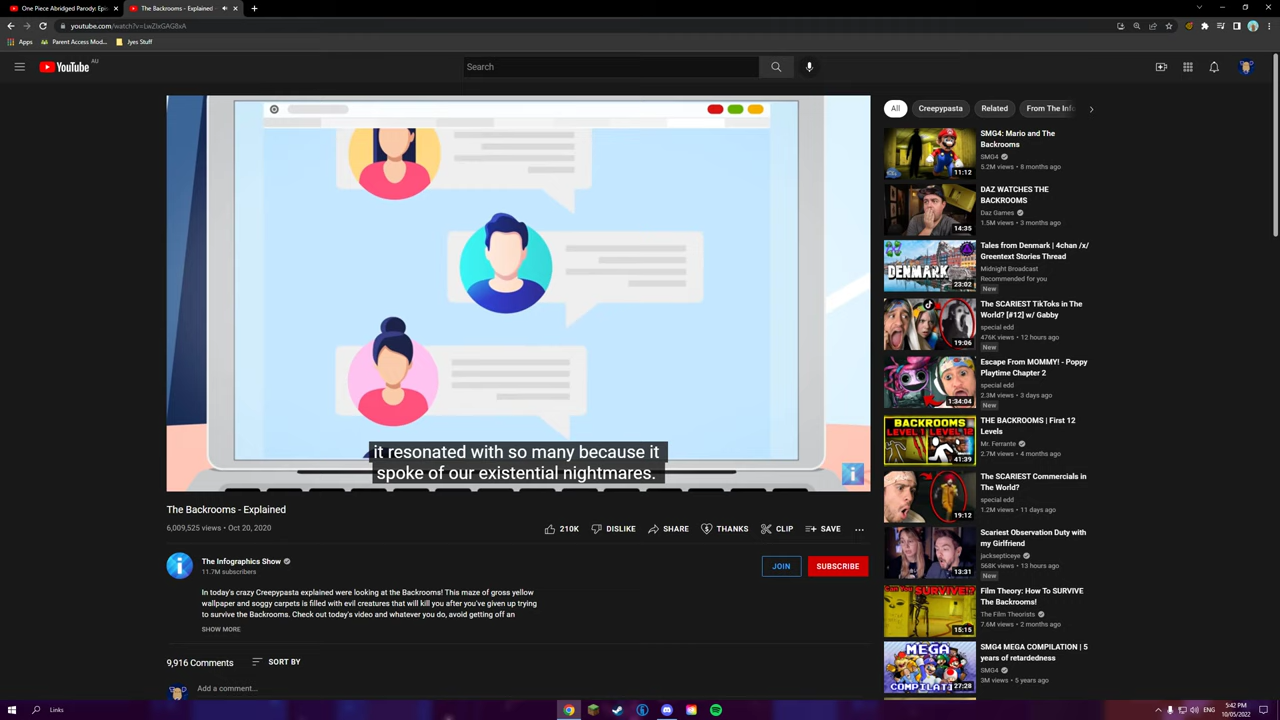 One Piece Abridged Parody: Epi
The Backrooms - Explained
youtube.com/watch?v=LwZIxGAG8xA
Apps
Parent Access Mod...
Jyes Stuff
YouTube AU
Search
All
Creepypasta
Related
From The Info
it resonated with so many because it
spoke of our existential nightmares.
The Backrooms - Explained
6,009,525 views • Oct 20, 2020
210K
DISLIKE
SHARE
THANKS
CLIP
SAVE
The Infographics Show
11.7M subscribers
JOIN
SUBSCRIBE
In today's crazy Creepypasta explained were looking at the Backrooms! This maze of gross yellow
wallpaper and soggy carpets is filled with evil creatures that will kill you after you've given up trying
to survive the Backrooms. Check out today's video and whatever you do, avoid getting off an
SHOW MORE
9,916 Comments
SORT BY
Add a comment...
11:12
SMG4: Mario and The
Backrooms
SMG4
5.2M views • 8 months ago
14:35
DAZ WATCHES THE
BACKROOMS
Daz Games
1.5M views • 3 months ago
DENMARK
23:02
Tales from Denmark | 4chan /x/
Greentext Stories Thread
Midnight Broadcast
Recommended for you
New
19:06
The SCARIEST TikToks in The
World? [#12] w/ Gabby
special edd
476K views • 12 hours ago
New
1:34:04
Escape From MOMMY! - Poppy
Playtime Chapter 2
special edd
2.3M views • 3 days ago
New
BACKROOMS
LEVEL 1 LEVEL 12
41:39
THE BACKROOMS | First 12
Levels
Mr. Ferrante
2.7M views • 4 months ago
19:12
The SCARIEST Commercials in
The World?
special edd
1.2M views • 11 days ago
13:31
Scariest Observation Duty with
my Girlfriend
jacksepticeye
568K views • 13 hours ago
New
SURVIVE?
15:15
Film Theory: How To SURVIVE
The Backrooms!
The Film Theorists
7.6M views • 2 months ago
MEGA
COMPILATION
27:28
SMG4 MEGA COMPILATION | 5
years of retardedness
SMG4
3M views • 5 years ago
Links
5:42 PM
10/05/2022